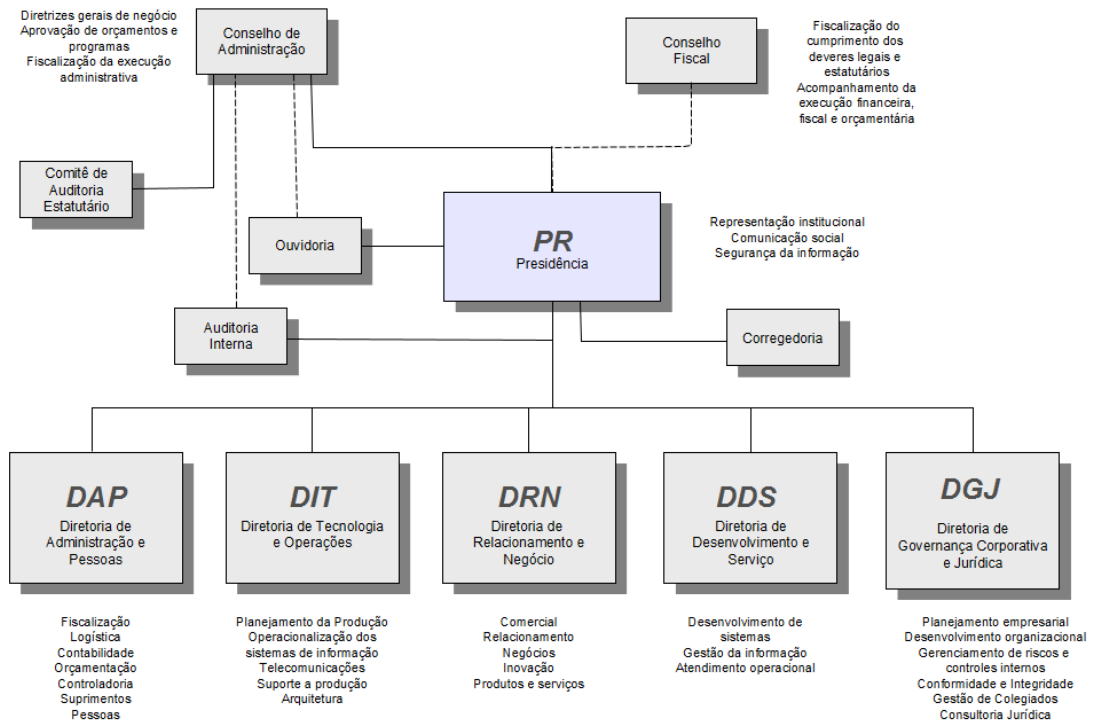 Diretrizes gerais de negócio
Aprovação de orçamentos e
programas
Fiscalização da execução
administrativa
Conselho de
Administração
Conselho
Fiscal
Fiscalização do
cumprimento dos
deveres legais e
estatutários
Acompanhamento da
execução financeira,
fiscal e orçamentária
Comitê de
Auditoria
Estatutário
Ouvidoria
PR
Presidência
Representação institucional
Comunicação social
Segurança da informação
Auditoria
Interna
Corregedoria
DAP
Diretoria de
Administração e
Pessoas
DIT
Diretoria de Tecnologia
e Operações
DRN
Diretoria de
Relacionamento e
Negócio
DDS
Diretoria de
Desenvolvimento e
Serviço
DGJ
Diretoria de
Governança Corporativa
e Jurídica
Fiscalização
Logística
Contabilidade
Orçamentação
Controladoria
Suprimentos
Pessoas
Planejamento da Produção
Operacionalização dos
sistemas de informação
Telecomunicações
Suporte a produção
Arquitetura
Comercial
Relacionamento
Negócios
Inovação
Produtos e serviços
Desenvolvimento de
sistemas
Gestão da informação
Atendimento operacional
Planejamento empresarial
Desenvolvimento organizacional
Gerenciamento de riscos e
controles internos
Conformidade e Integridade
Gestão de Colegiados
Consultoria Jurídica